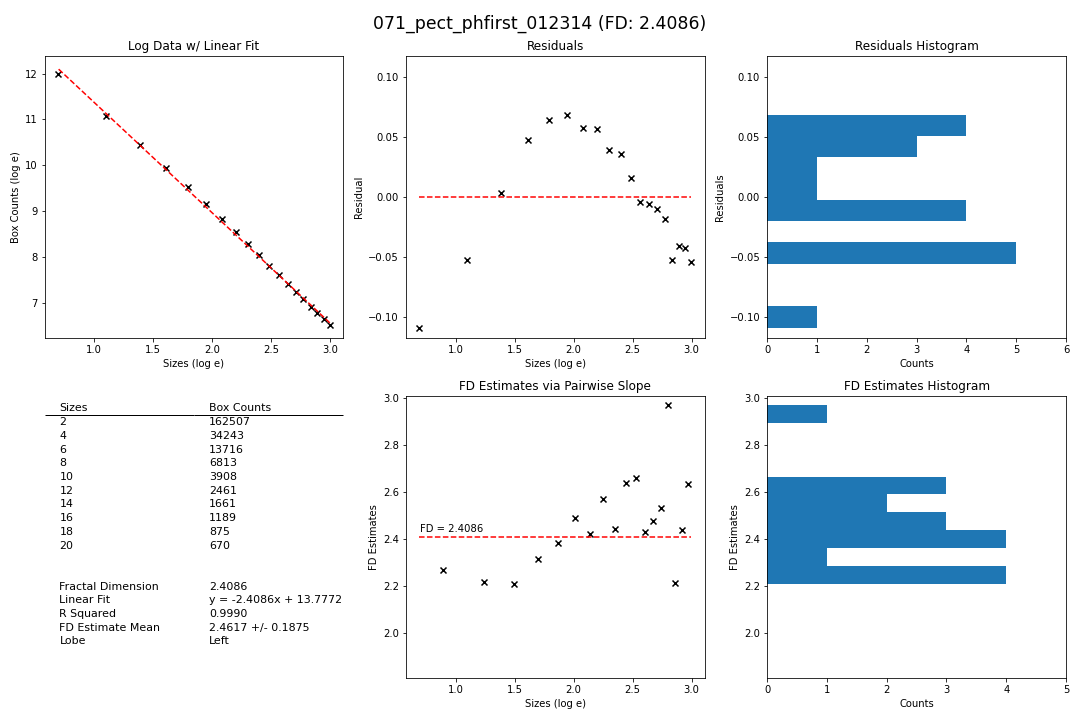 071_pect_phfirst_012314 (FD: 2.4086)
Log Data w/ Linear Fit
Box Counts (log e)
12
11
10
9
8
7
1.0 1.5 2.0 2.5 3.0
Sizes (log e)
Residuals
Residual
0.10
0.05
0.00
−0.05
−0.10
1.0 1.5 2.0 2.5 3.0
Sizes (log e)
Residuals Histogram
Residuals
0.10
0.05
0.00
−0.05
−0.10
0 1 2 3 4 5 6
Counts
Sizes Box Counts
2 162507
4 34243
6 13716
8 6813
10 3908
12 2461
14 1661
16 1189
18 875
20 670
Fractal Dimension 2.4086
Linear Fit y = -2.4086x + 13.7772
R Squared 0.9990
FD Estimate Mean 2.4617 +/- 0.1875
Lobe Left
FD Estimates via Pairwise Slope
FD Estimates
3.0
2.8
2.6
2.4
2.2
2.0
FD = 2.4086
1.0 1.5 2.0 2.5 3.0
Sizes (log e)
FD Estimates Histogram
FD Estimates
3.0
2.8
2.6
2.4
2.2
2.0
0 1 2 3 4 5
Counts